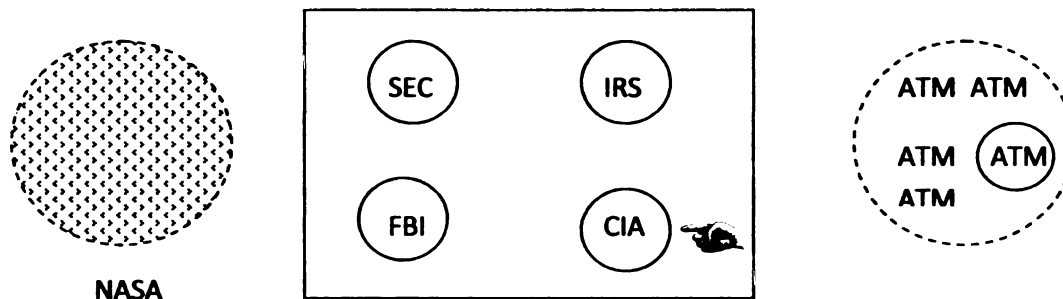 SEC IRS
ATM ATM
ATM ATM
FBI CIA
ATM
NASA